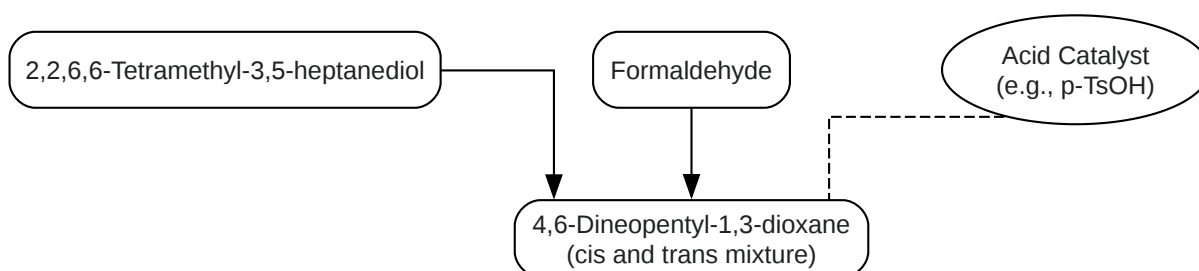 2,2,6,6-Tetramethyl-3,5-heptanediol
Formaldehyde
Acid Catalyst
(e.g., p-TsOH)
4,6-Dineopentyl-1,3-dioxane
(cis and trans mixture)